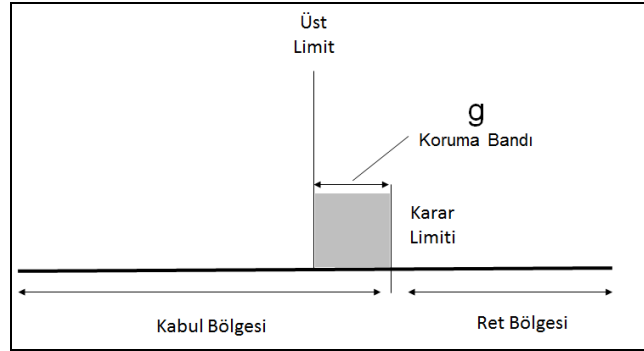 Üst
Limit
g
Koruma Bandı
Karar
Limiti
Kabul Bölgesi
Ret Bölgesi